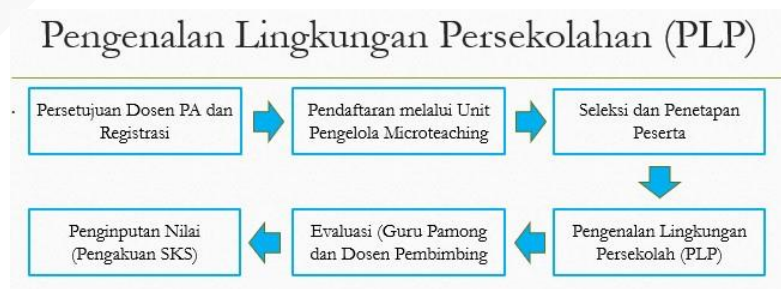 Pengenalan Lingkungan Persekolahan (PLP)
Persetujuan Dosen PA dan
Registrasi
Pendaftaran melalui Unit
Pengelola Microteaching
Seleksi dan Penetapan
Peserta
Pengenalan Lingkungan
Persekolah (PLP)
Evaluasi (Guru Pamong
dan Dosen Pembimbing
Penginputan Nilai
(Pengakuan SKS)